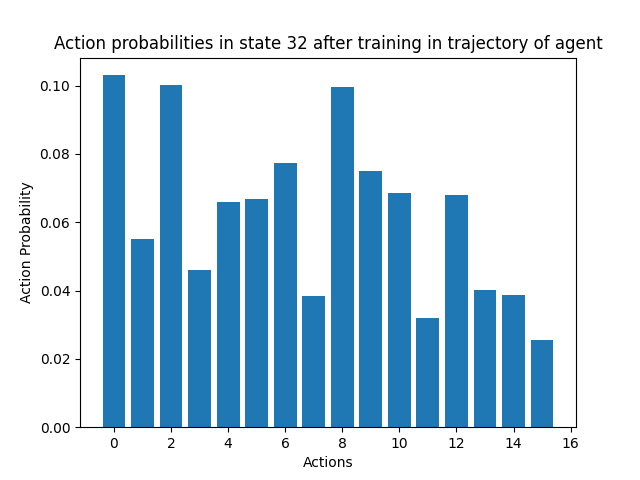 Action probabilities in state 32 after training in trajectory of agent
0.10
0.08
0.06
0.04
0.02
0.00
Action Probability
0 2 4 6 8 10 12 14 16
Actions